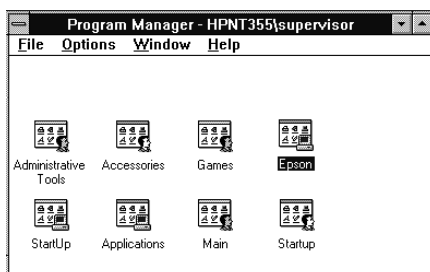 Program Manager - HPNT355\supervisor
File Options Window Help
Administrative Tools Accessories Games Epson
StartUp Applications Main Startup